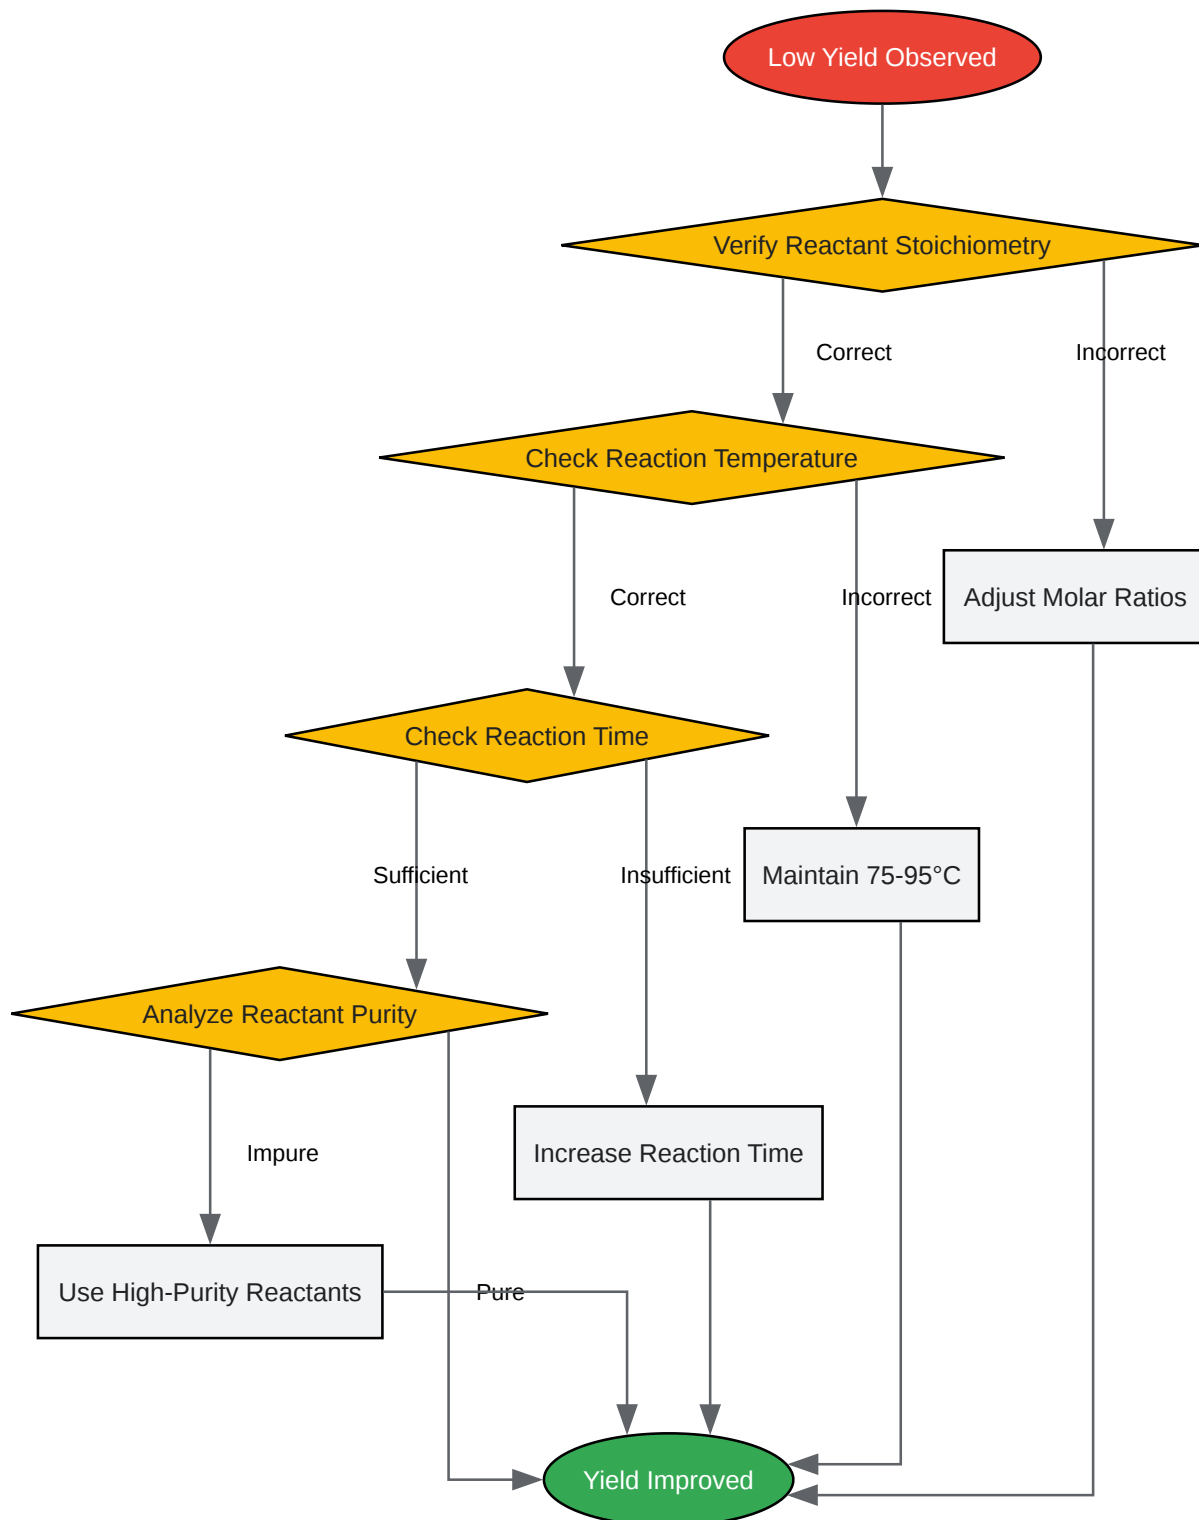 Low Yield Observed
Verify Reactant Stoichiometry
Correct
Incorrect
Check Reaction Temperature
Correct
Incorrect
Adjust Molar Ratios
Check Reaction Time
Sufficient
Insufficient
Maintain 75-95°C
Analyze Reactant Purity
Impure
Increase Reaction Time
Use High-Purity Reactants
Pure
Yield Improved